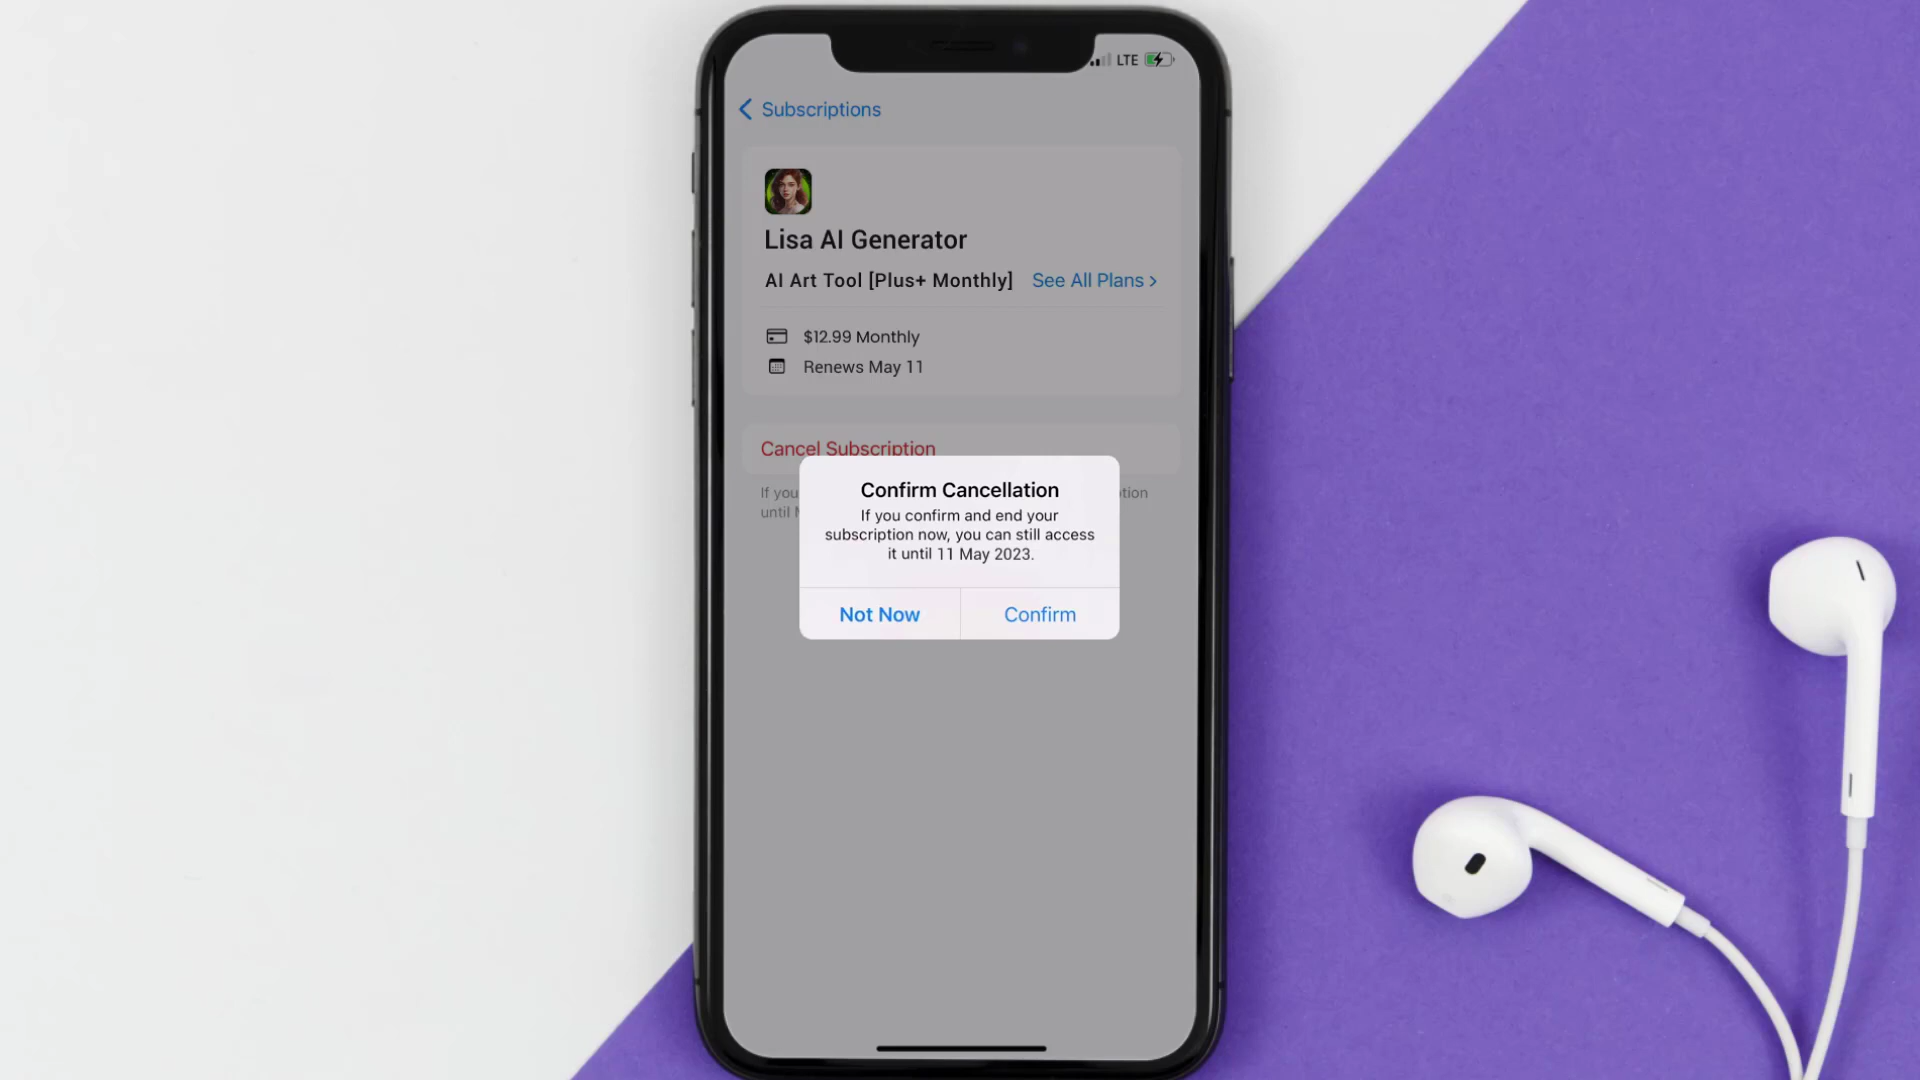 LTE
Subscriptions
Lisa AI Generator
AI Art Tool [Plus+ Monthly] See All Plans >
$12.99 Monthly
Renews May 11
Cancel Subscription
If you
tion
until
Confirm Cancellation
If you confirm and end your
subscription now, you can still access
it until 11 May 2023.
Not Now Confirm